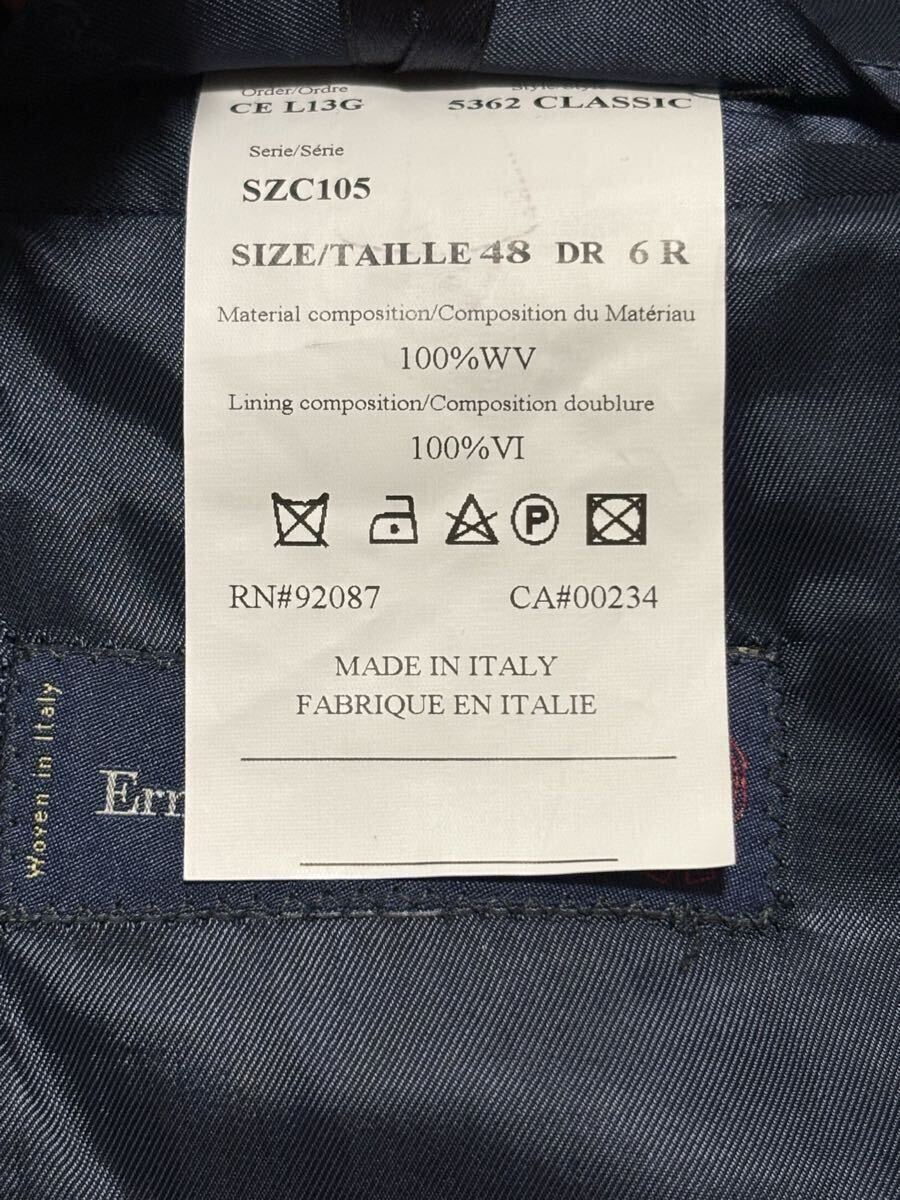 Order/Ordre
CE L13G 5362 CLASSIC
Serie/Série
SZC105
SIZE/TAILLE 48 DR 6 R
Material composition/Composition du Matériau
100%WV
Lining composition/Composition doublure
100%VI
P
RN#92087 CA#00234
MADE IN ITALY
FABRIQUE EN ITALIE
Woven in Italy